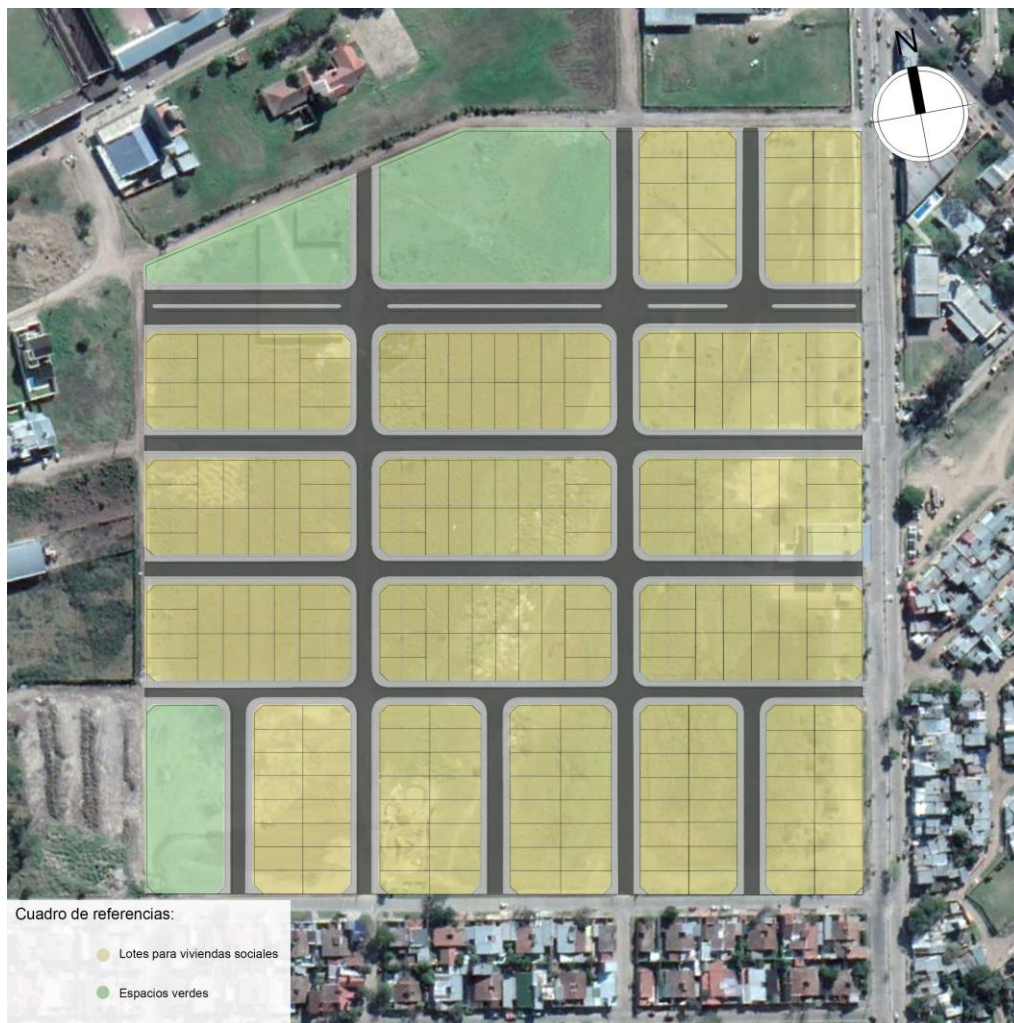 N
Cuadro de referencias:
Lotes para viviendas sociales
Espacios verdes